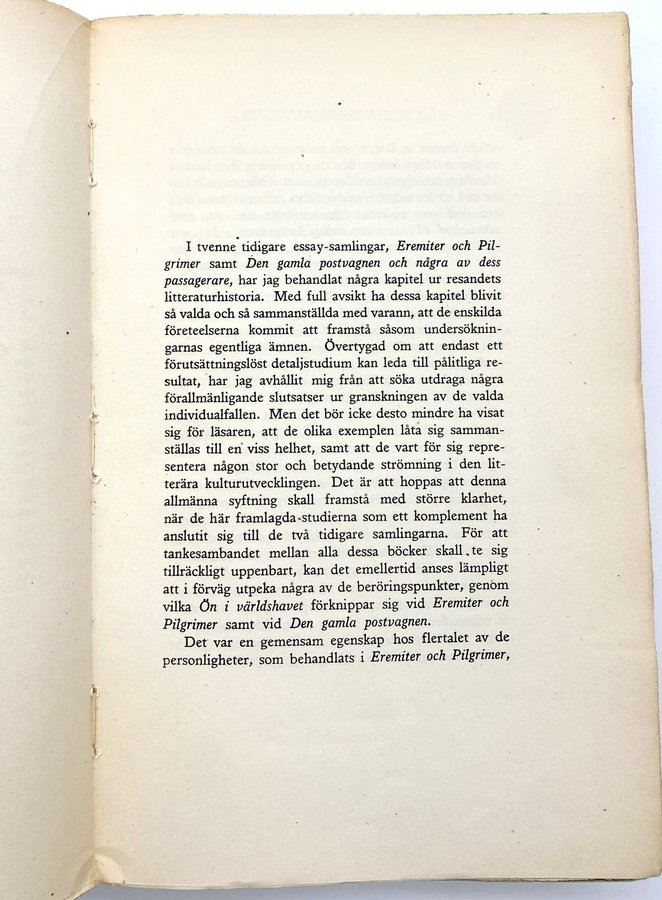 I tvenne tidigare essay-samlingar, Eremiter och Pil-
grimer samt Den gamla postvagnen och några av dess
passagerare, har jag behandlat några kapitel ur resandets
litteraturhistoria. Med full avsikt ha dessa kapitel blivit
så valda och så sammanställda med varann, att de enskilda
företeelserna kommit att framstå såsom undersöknin-
garnas egentliga ämnen. Övertygad om att endast ett
förutsättningslöst detaljstudium kan leda till pålitliga re-
sultat, har jag avhållit mig från att söka utdraga några
förallmänligande slutsatser ur granskningen av de valda
individualfallen. Men det bör icke desto mindre ha visat
sig för läsaren, att de olika exemplen låta sig samman-
ställas till en viss helhet, samt att de vart för sig repre-
sentera någon stor och betydande strömning i den lit-
terära kulturutvecklingen. Det är att hoppas att denna
allmänna syftning skall framstå med större klarhet,
när de här framlagda studierna som ett komplement ha
anslutit sig till de två tidigare samlingarna. För att
tankesambandet mellan alla dessa böcker skall te sig
tillräckligt uppenbart, kan det emellertid anses lämpligt
att i förväg utpeka några av de beröringspunkter, genom
vilka Ön i världshavet förknippar sig vid Eremiter och
Pilgrimer samt vid Den gamla postvagnen.
Det var en gemensam egenskap hos flertalet av de
personligheter, som behandlats i Eremiter och Pilgrimer,